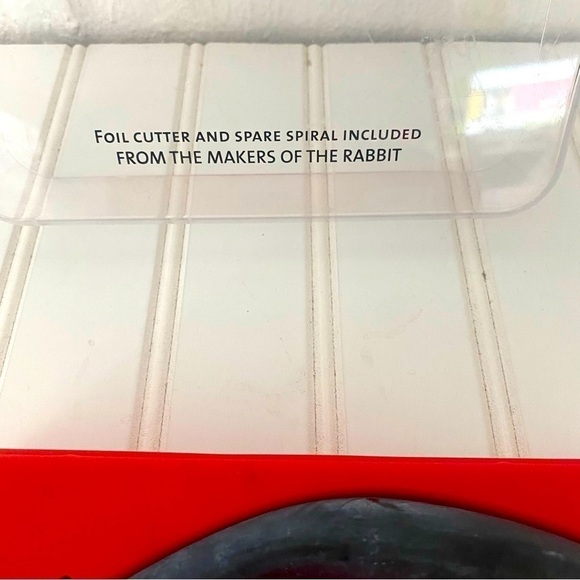 FOIL CUTTER AND SPARE SPIRAL INCLUDED
FROM THE MAKERS OF THE RABBIT